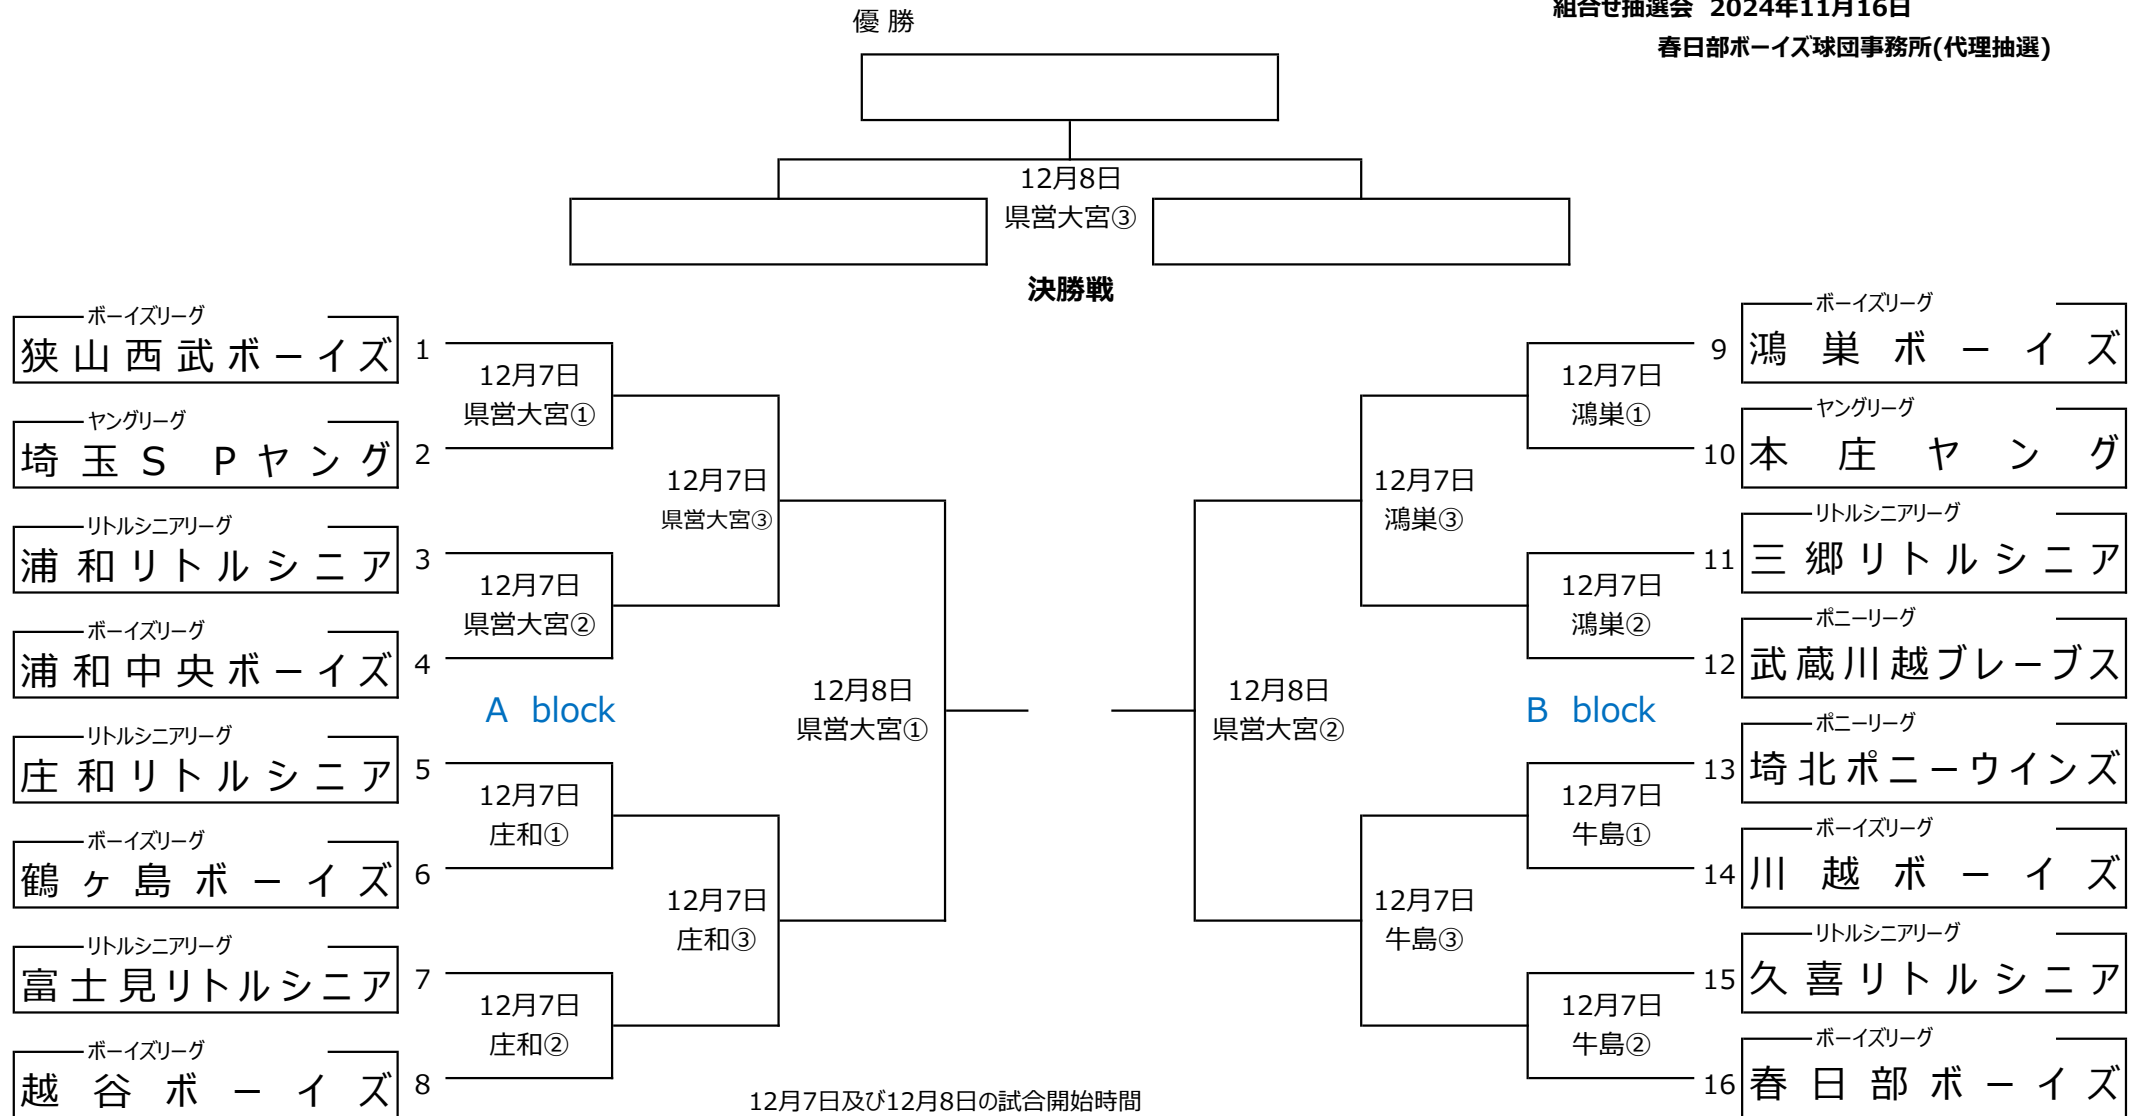 組合せ抽選会 2024年11月16日
春日部ボーイズ球団事務所(代理抽選)
優 勝
12月8日
県営大宮③
決勝戦
ボーイズリーグ
狭山西武ボーイズ 1
ヤングリーグ
埼玉S Pヤング 2
リトルシニアリーグ
浦和リトルシニア 3
ボーイズリーグ
浦和中央ボーイズ 4
リトルシニアリーグ
庄和リトルシニア 5
ボーイズリーグ
鶴ヶ島ボーイズ 6
リトルシニアリーグ
富士見リトルシニア 7
ボーイズリーグ
越谷ボーイズ 8
12月7日
県営大宮①
12月7日
県営大宮②
A block
12月7日
庄和①
12月7日
庄和②
12月7日
県営大宮③
12月7日
庄和③
12月8日
県営大宮①
12月8日
県営大宮②
12月7日
鴻巣③
12月7日
牛島③
12月7日
鴻巣①
12月7日
鴻巣②
B block
12月7日
牛島①
12月7日
牛島②
ボーイズリーグ
9 鴻巣ボーイズ
ヤングリーグ
10 本庄ヤング
リトルシニアリーグ
11 三郷リトルシニア
ポニーリーグ
12 武蔵川越ブレーブス
ポニーリーグ
13 埼北ポニーウインズ
ボーイズリーグ
14 川越ボーイズ
リトルシニアリーグ
15 久喜リトルシニア
ボーイズリーグ
16 春日部ボーイズ
12月7日及び12月8日の試合開始時間